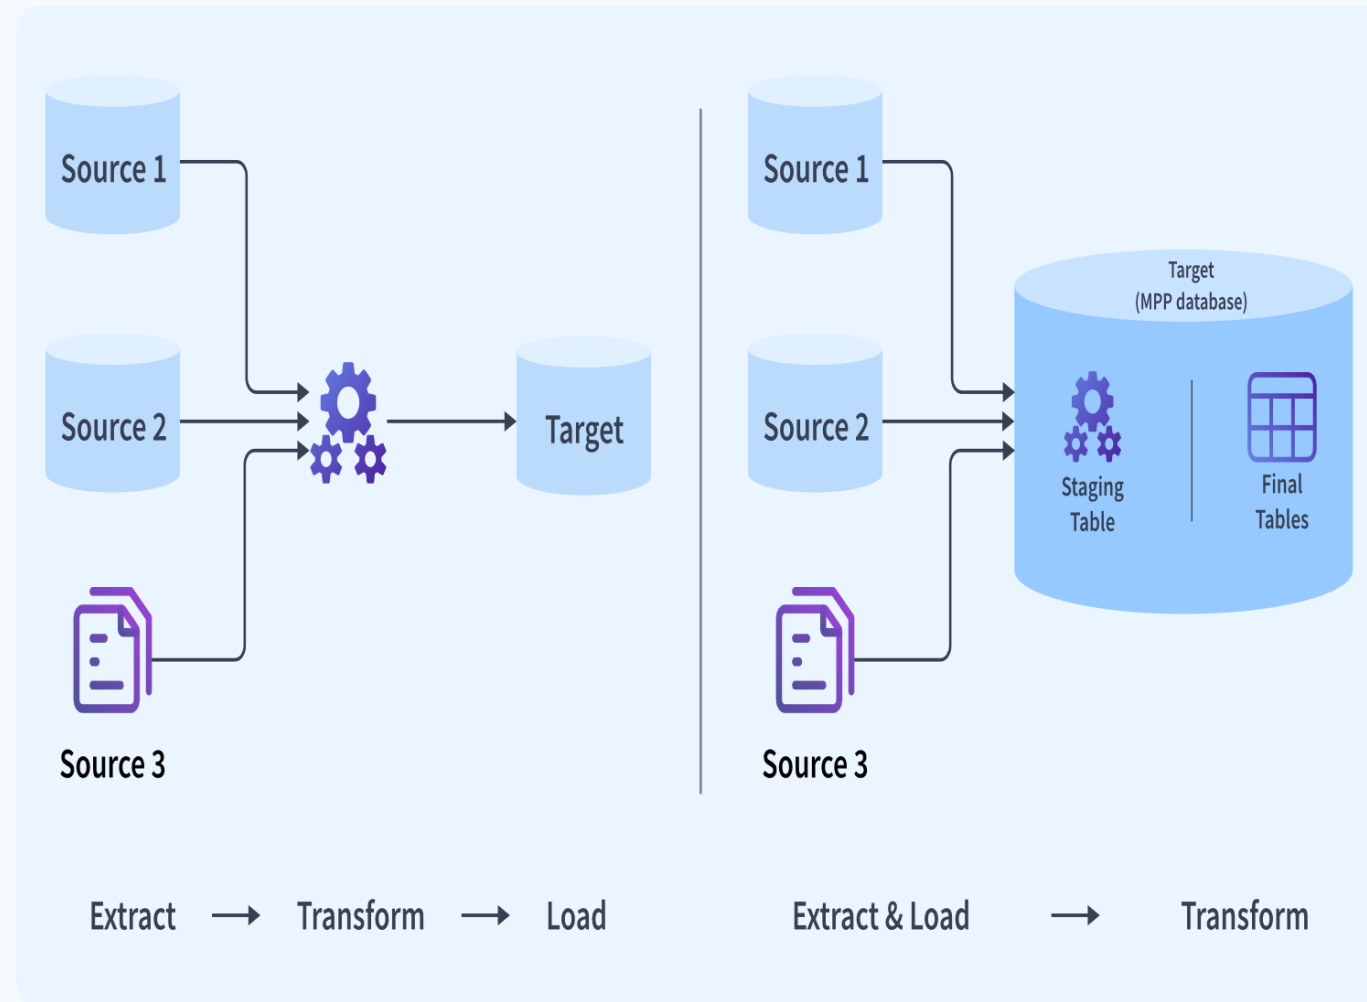 Source 1
Source 2
Target
Source 3
Extract
Transform
Load
Source 1
Target
(MPP database)
Source 2
Staging
Table
Final
Tables
Source 3
Extract & Load
Transform